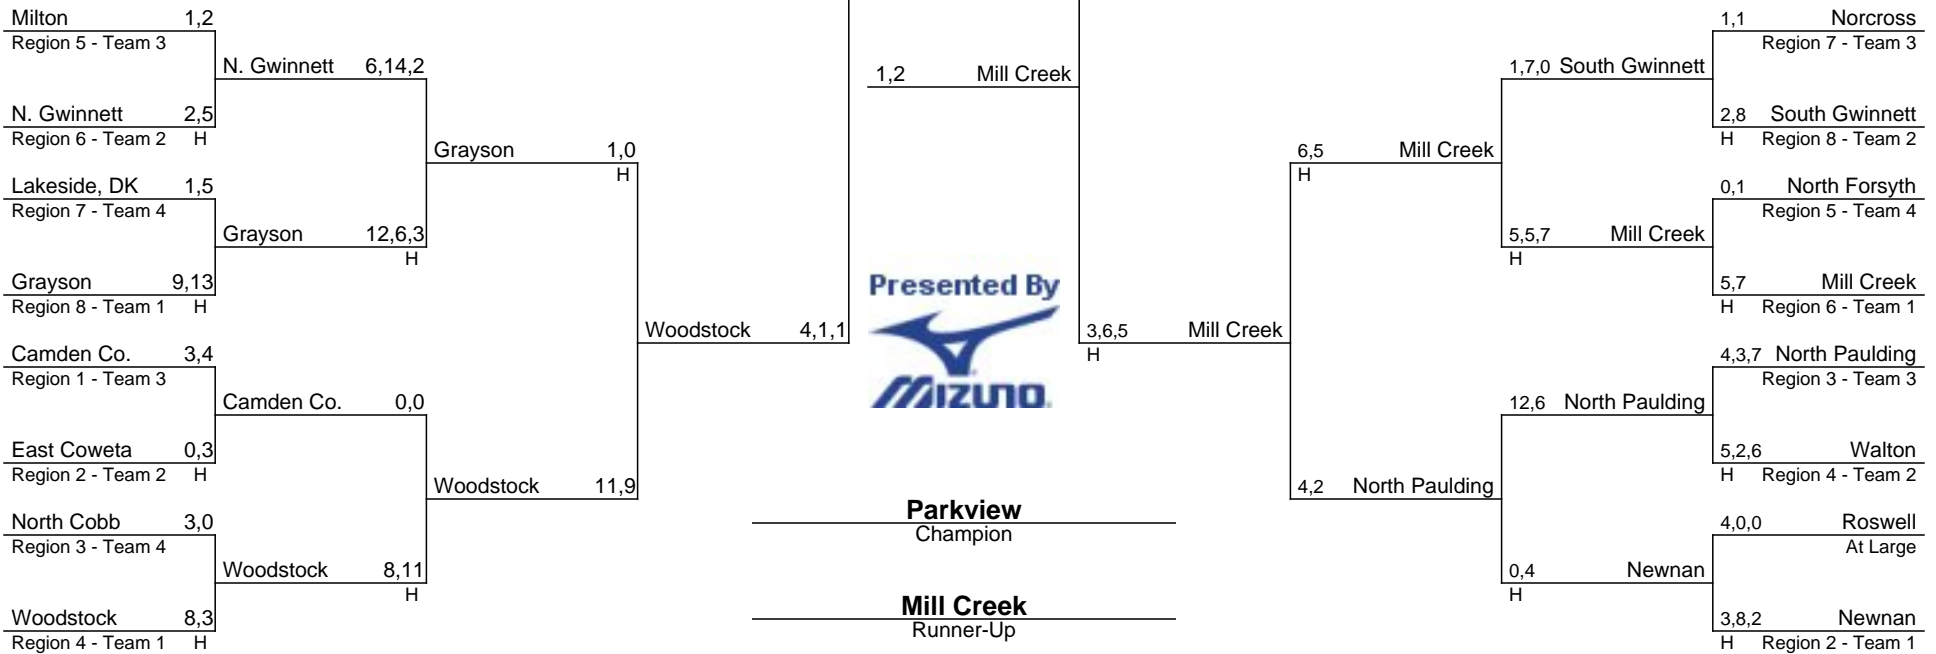 Milton 1,2
Region 5 - Team 3
N. Gwinnett 6,14,2
N. Gwinnett 2,5
Region 6 - Team 2 H
Grayson 1,0
H
Lakeside, DK 1,5
Region 7 - Team 4
Grayson 12,6,3
H
Grayson 9,13
Region 8 - Team 1 H
Woodstock 4,1,1
Camden Co. 3,4
Region 1 - Team 3
Camden Co. 0,0
East Coweta 0,3
Region 2 - Team 2 H
Woodstock 11,9
North Cobb 3,0
Region 3 - Team 4
Woodstock 8,11
H
Woodstock 8,3
Region 4 - Team 1 H
1,2 Mill Creek
Presented By
MIZUNO
Parkview
Champion
Mill Creek
Runner-Up
3,6,5 Mill Creek
H
6,5 Mill Creek
H
4,2 North Paulding
1,7,0 South Gwinnett
5,5,7 Mill Creek
H
12,6 North Paulding
0,4 Newnan
H
1,1 Norcross
Region 7 - Team 3
2,8 South Gwinnett
H Region 8 - Team 2
0,1 North Forsyth
Region 5 - Team 4
5,7 Mill Creek
H Region 6 - Team 1
4,3,7 North Paulding
Region 3 - Team 3
5,2,6 Walton
H Region 4 - Team 2
4,0,0 Roswell
At Large
3,8,2 Newnan
H Region 2 - Team 1